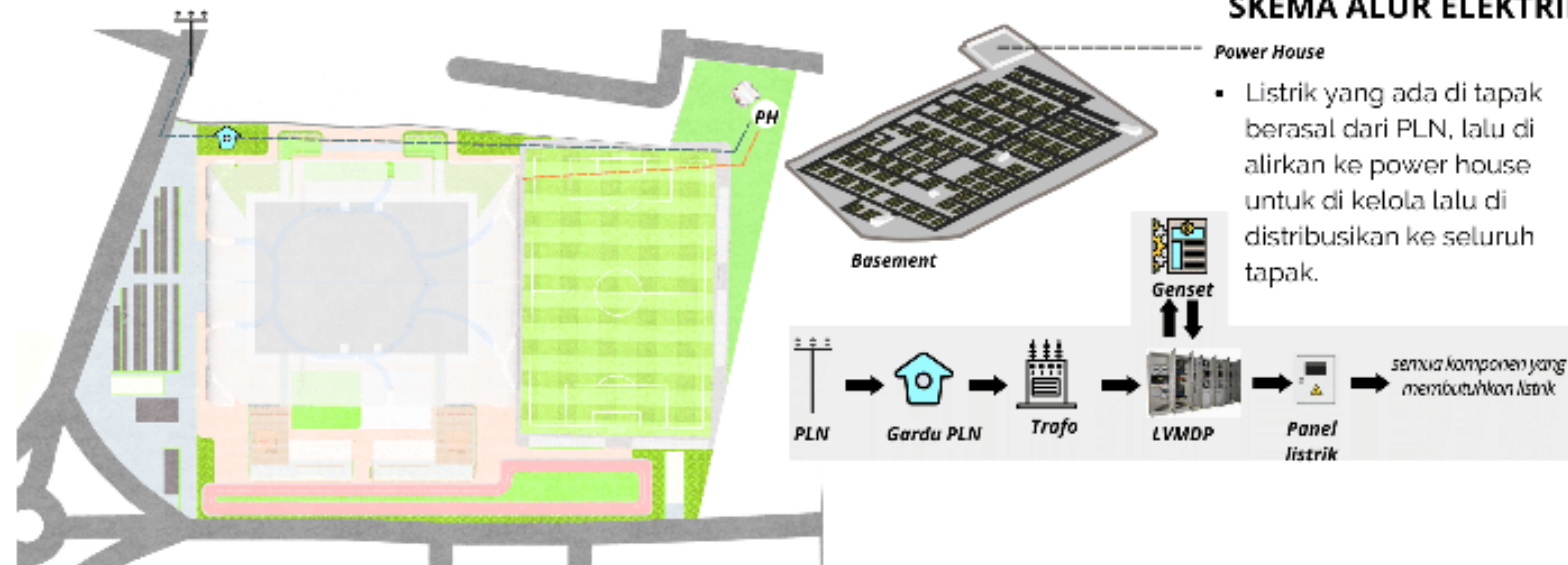 SKEMA ALUR ELEKTRI
Power House
▪ Listrik yang ada di tapak
berasal dari PLN, lalu di
alirkan ke power house
untuk di kelola lalu di
distribusikan ke seluruh
tapak.
PH
Basement
Genset
PLN
Gardu PLN
Trafo
LVMDP
Panel
listrik
semua komponen yang
membutuhkan listrik